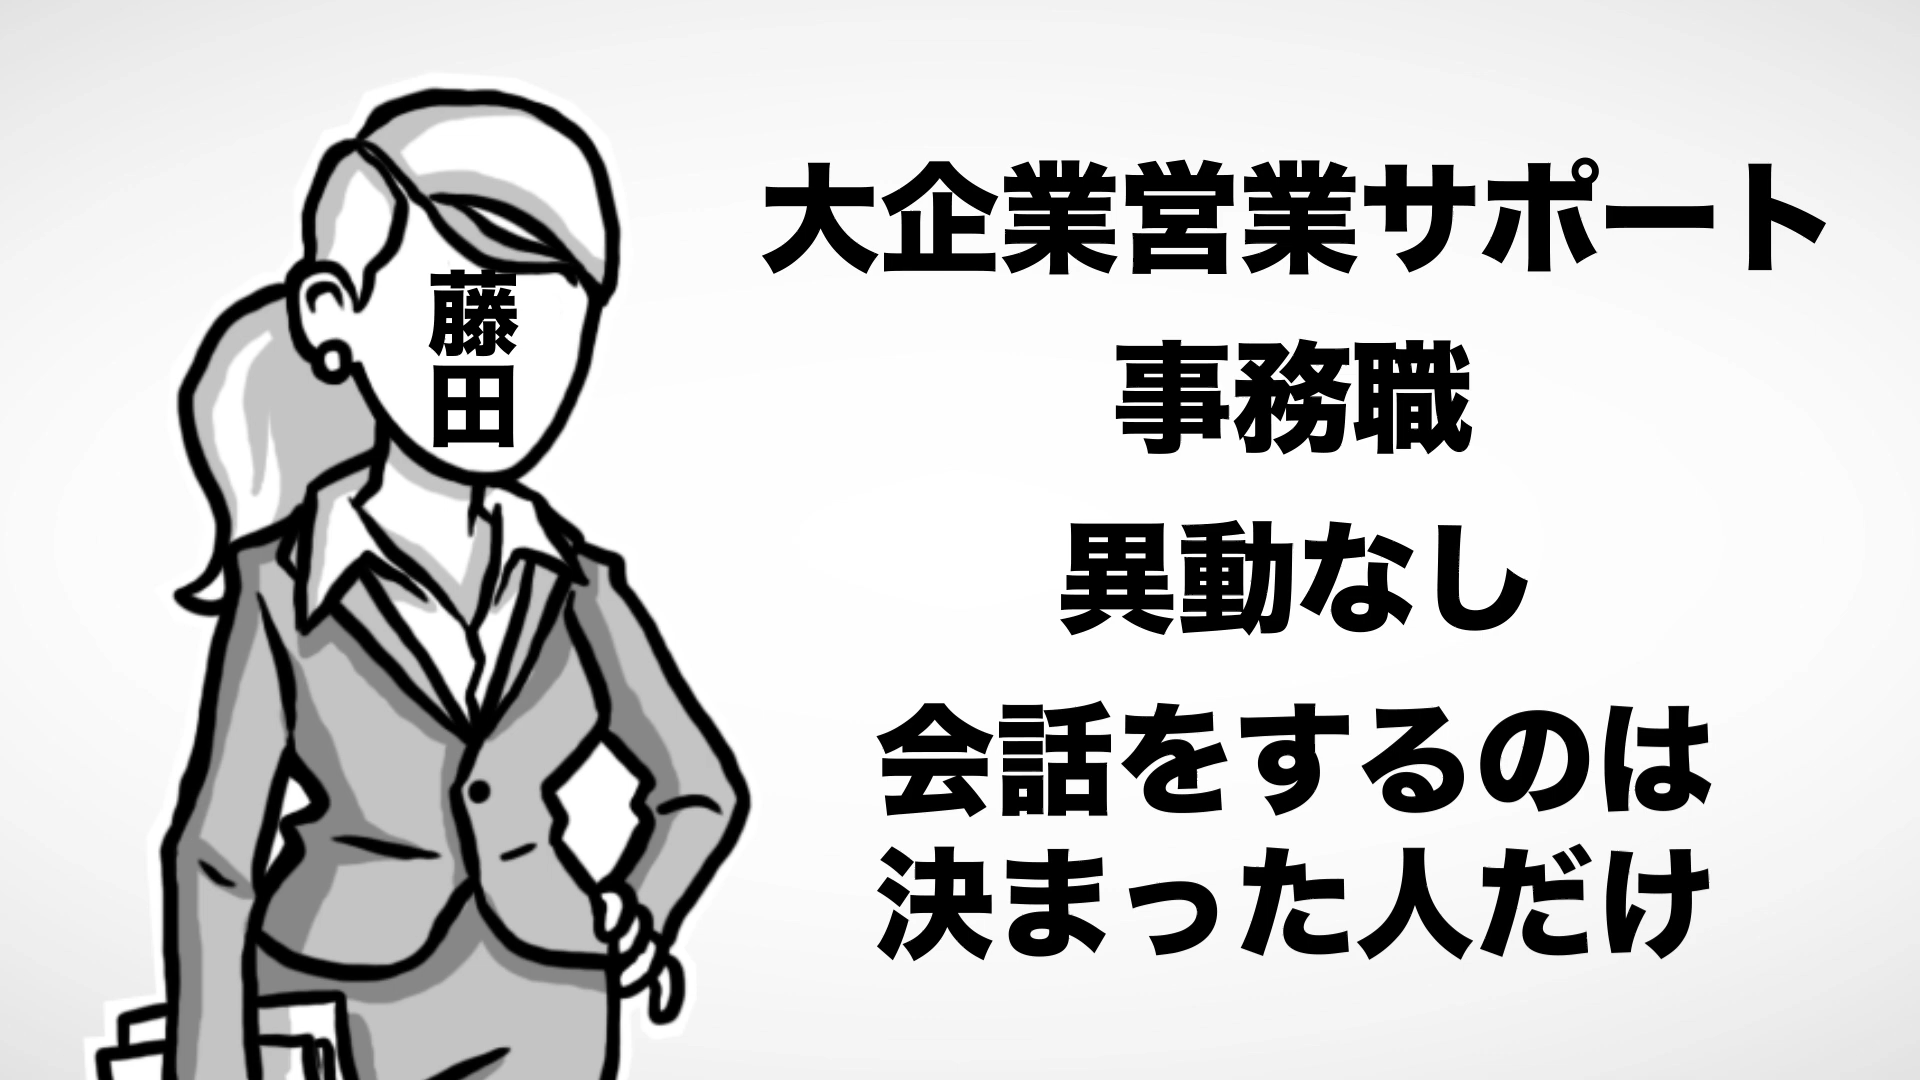 藤田
大企業営業サポート
事務職
異動なし
会話をするのは
決まった人だけ